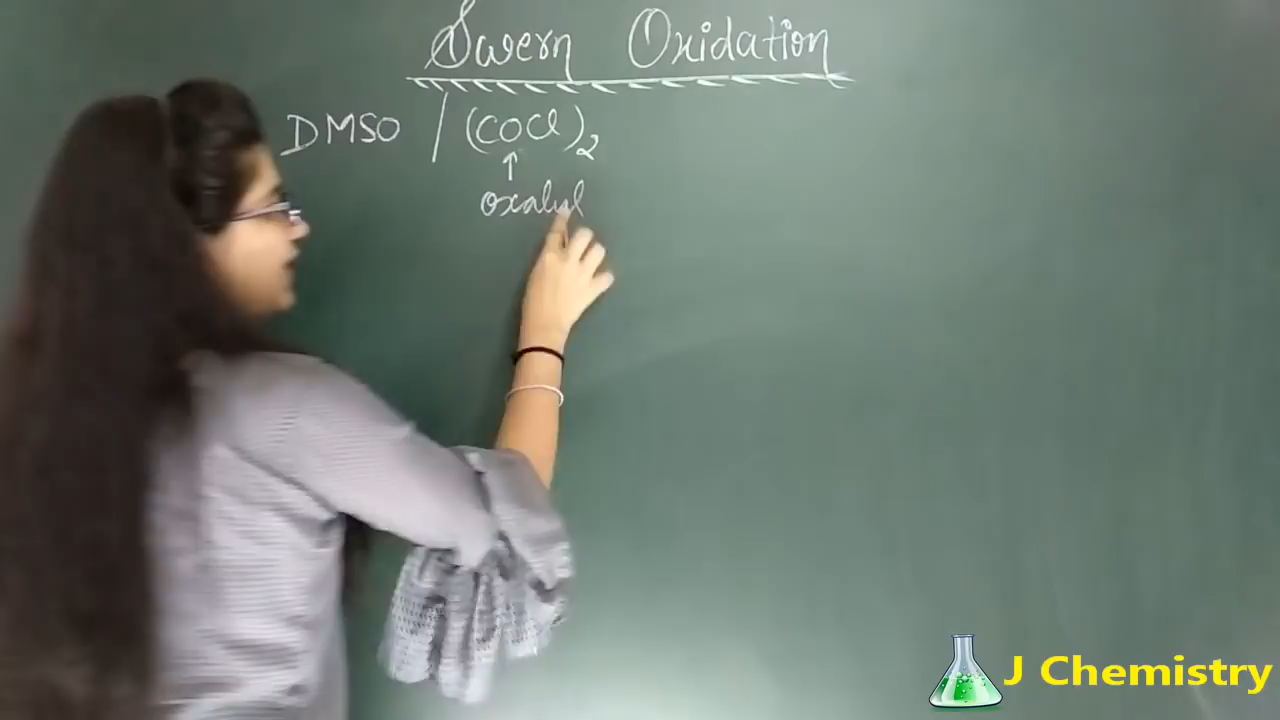 Swern Oxidation
DMSO / (COCl)2
↑
oxalyl
J Chemistry